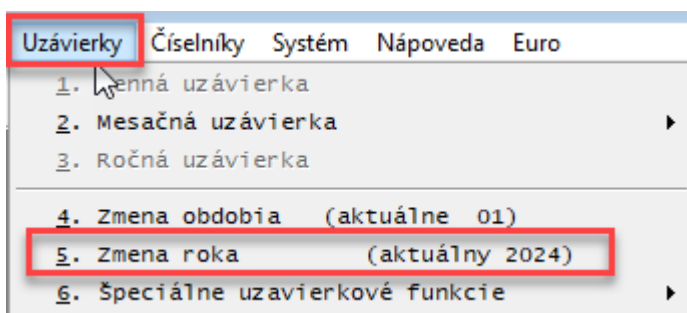 Uzávierky Číselníky Systém Nápoveda Euro
1. enná uzávierka
2. Mesačná uzávierka
3. Ročná uzávierka
4. Zmena obdobia (aktuálne 01)
5. Zmena roka (aktuálny 2024)
6. Špeciálne uzavierkové funkcie